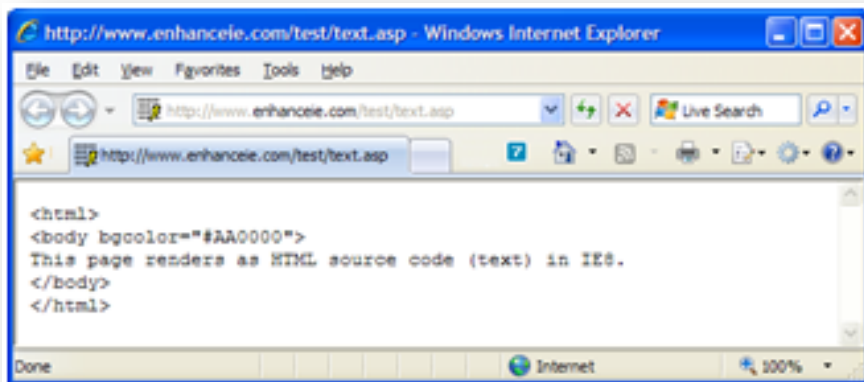 http://www.enhanceie.com/test/text.asp - Windows Internet Explorer
File Edit View Favorites Tools Help
http://www.enhanceie.com/test/text.asp Live Search
http://www.enhanceie.com/test/text.asp
<html>
<body bgcolor="#AA0000">
This page renders as HTML source code (text) in IE8.
</body>
</html>
Done Internet 100%